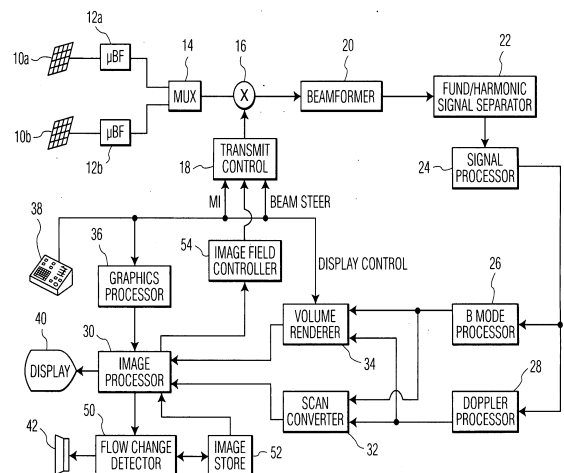 12a
10a
µBF
14
MUX
16
X
20
BEAMFORMER
22
FUND/HARMONIC
SIGNAL SEPARATOR
10b
µBF
12b
TRANSMIT
CONTROL
18
24
SIGNAL
PROCESSOR
MI
BEAM STEER
38
36
GRAPHICS
PROCESSOR
54
IMAGE FIELD
CONTROLLER
DISPLAY CONTROL
26
B MODE
PROCESSOR
40
DISPLAY
30
IMAGE
PROCESSOR
VOLUME
RENDERER
34
28
DOPPLER
PROCESSOR
42
50
FLOW CHANGE
DETECTOR
IMAGE
STORE
52
SCAN
CONVERTER
32